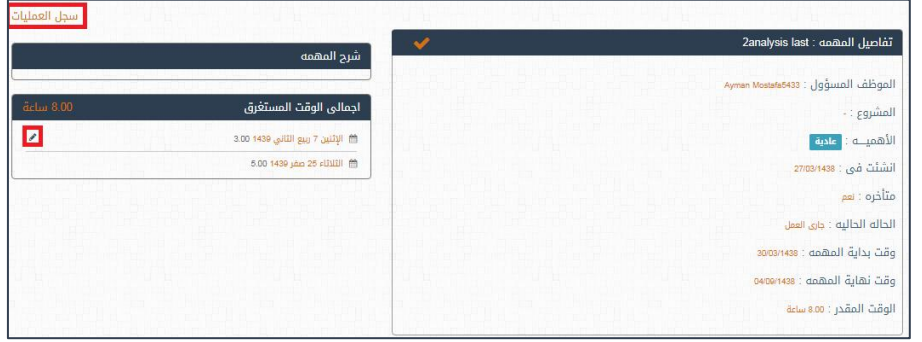 سجل العمليات
تفاصيل المهمه : 2analysis last
الموظف المسؤول : Ayman Mostafa5433
المشروع : -
الأهميـــه : عادية
انشئت فى : 27/03/1438
متأخره : نعم
الحاله الحاليه : جارى العمل
وقت بداية المهمه : 30/03/1438
وقت نهاية المهمه : 04/09/1438
الوقت المقدر : 8.00 ساعة
شرح المهمه
اجمالى الوقت المستغرق 8.00 ساعة
الإثنين 7 ربيع الثاني 1439 3.00
الثلاثاء 25 صفر 1439 5.00